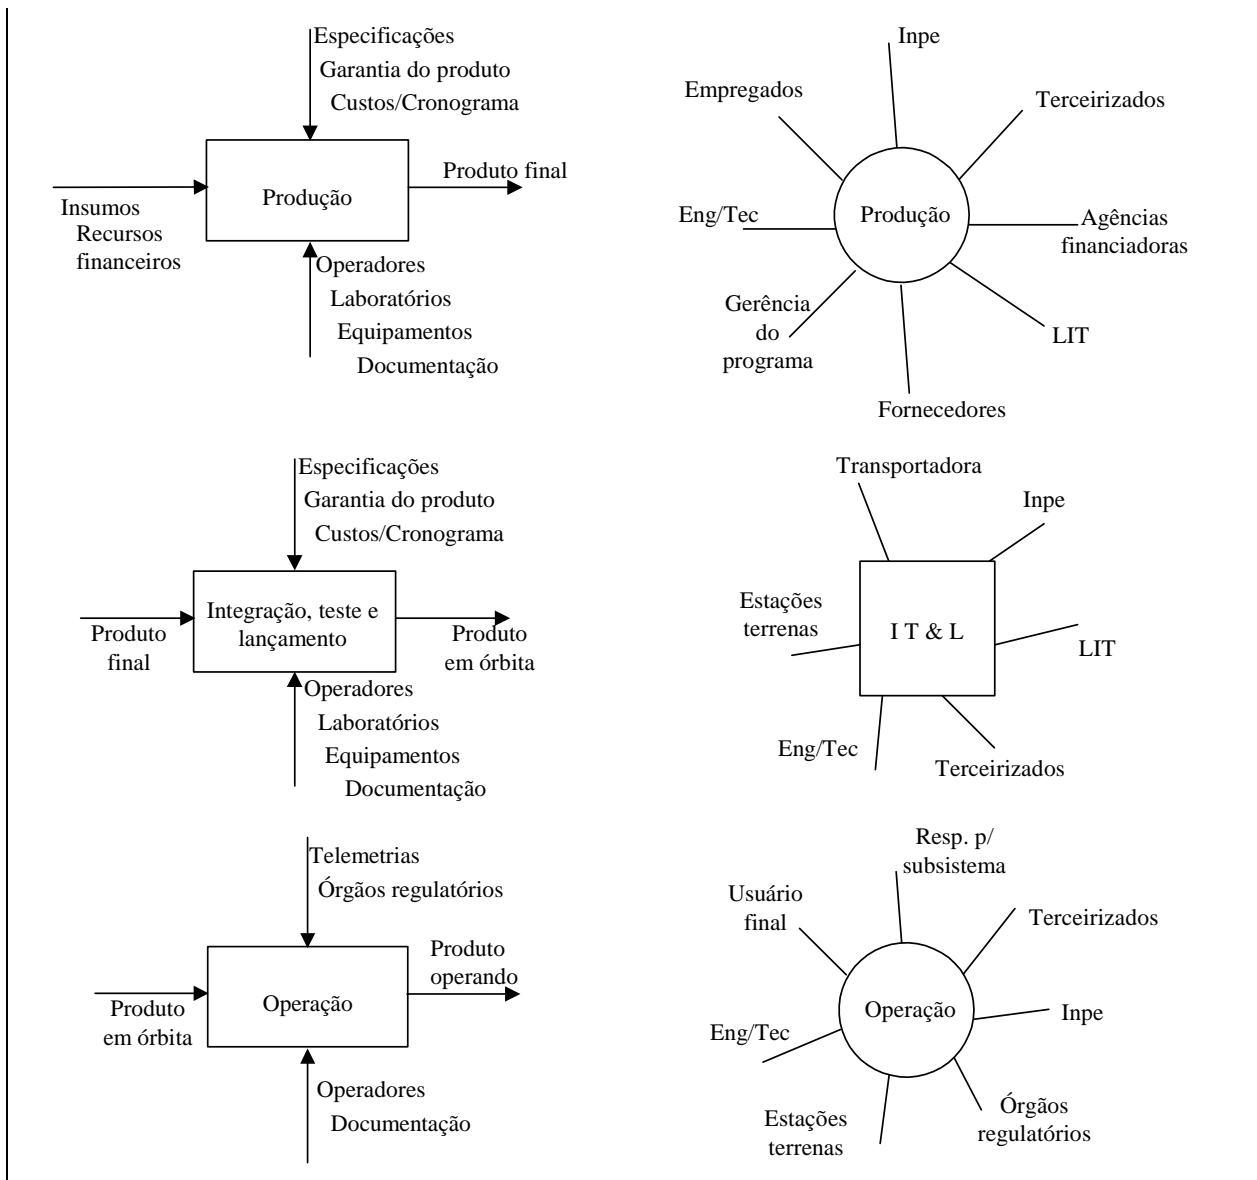 Especificações
Garantia do produto
Custos/Cronograma
Produção
Produto final
Insumos
Recursos
financeiros
Operadores
Laboratórios
Equipamentos
Documentação
Inpe
Empregados
Terceirizados
Eng/Tec
Produção
Agências
financiadoras
Gerência
do
programa
LIT
Fornecedores
Especificações
Garantia do produto
Custos/Cronograma
Integração, teste e
lançamento
Produto
final
Produto
em órbita
Operadores
Laboratórios
Equipamentos
Documentação
Transportadora
Inpe
Estações
terrenas
I T & L
LIT
Eng/Tec
Terceirizados
Telemetrias
Órgãos regulatórios
Produto
operando
Operação
Produto
em órbita
Operadores
Documentação
Resp. p/
subsistema
Usuário
final
Terceirizados
Operação
Inpe
Eng/Tec
Estações
terrenas
Órgãos
regulatórios